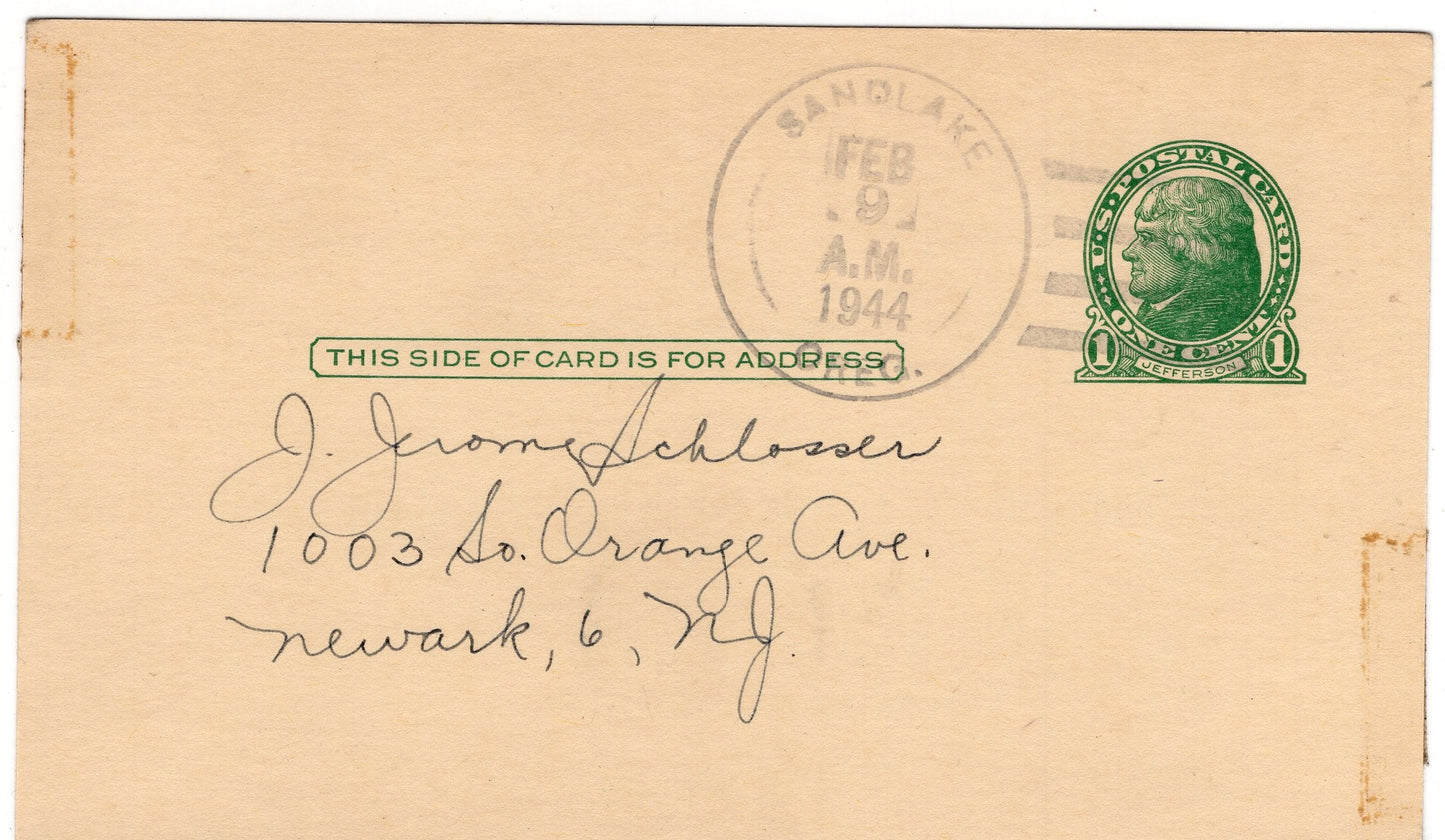 SANDLAKE
FEB
9
A.M.
1944
OREG.
U.S. POSTAL CARD
ONE CENT
1 JEFFERSON 1
THIS SIDE OF CARD IS FOR ADDRESS
J. Jerome Schlosser
1003 So. Orange Ave.
Newark, 6, NJ.